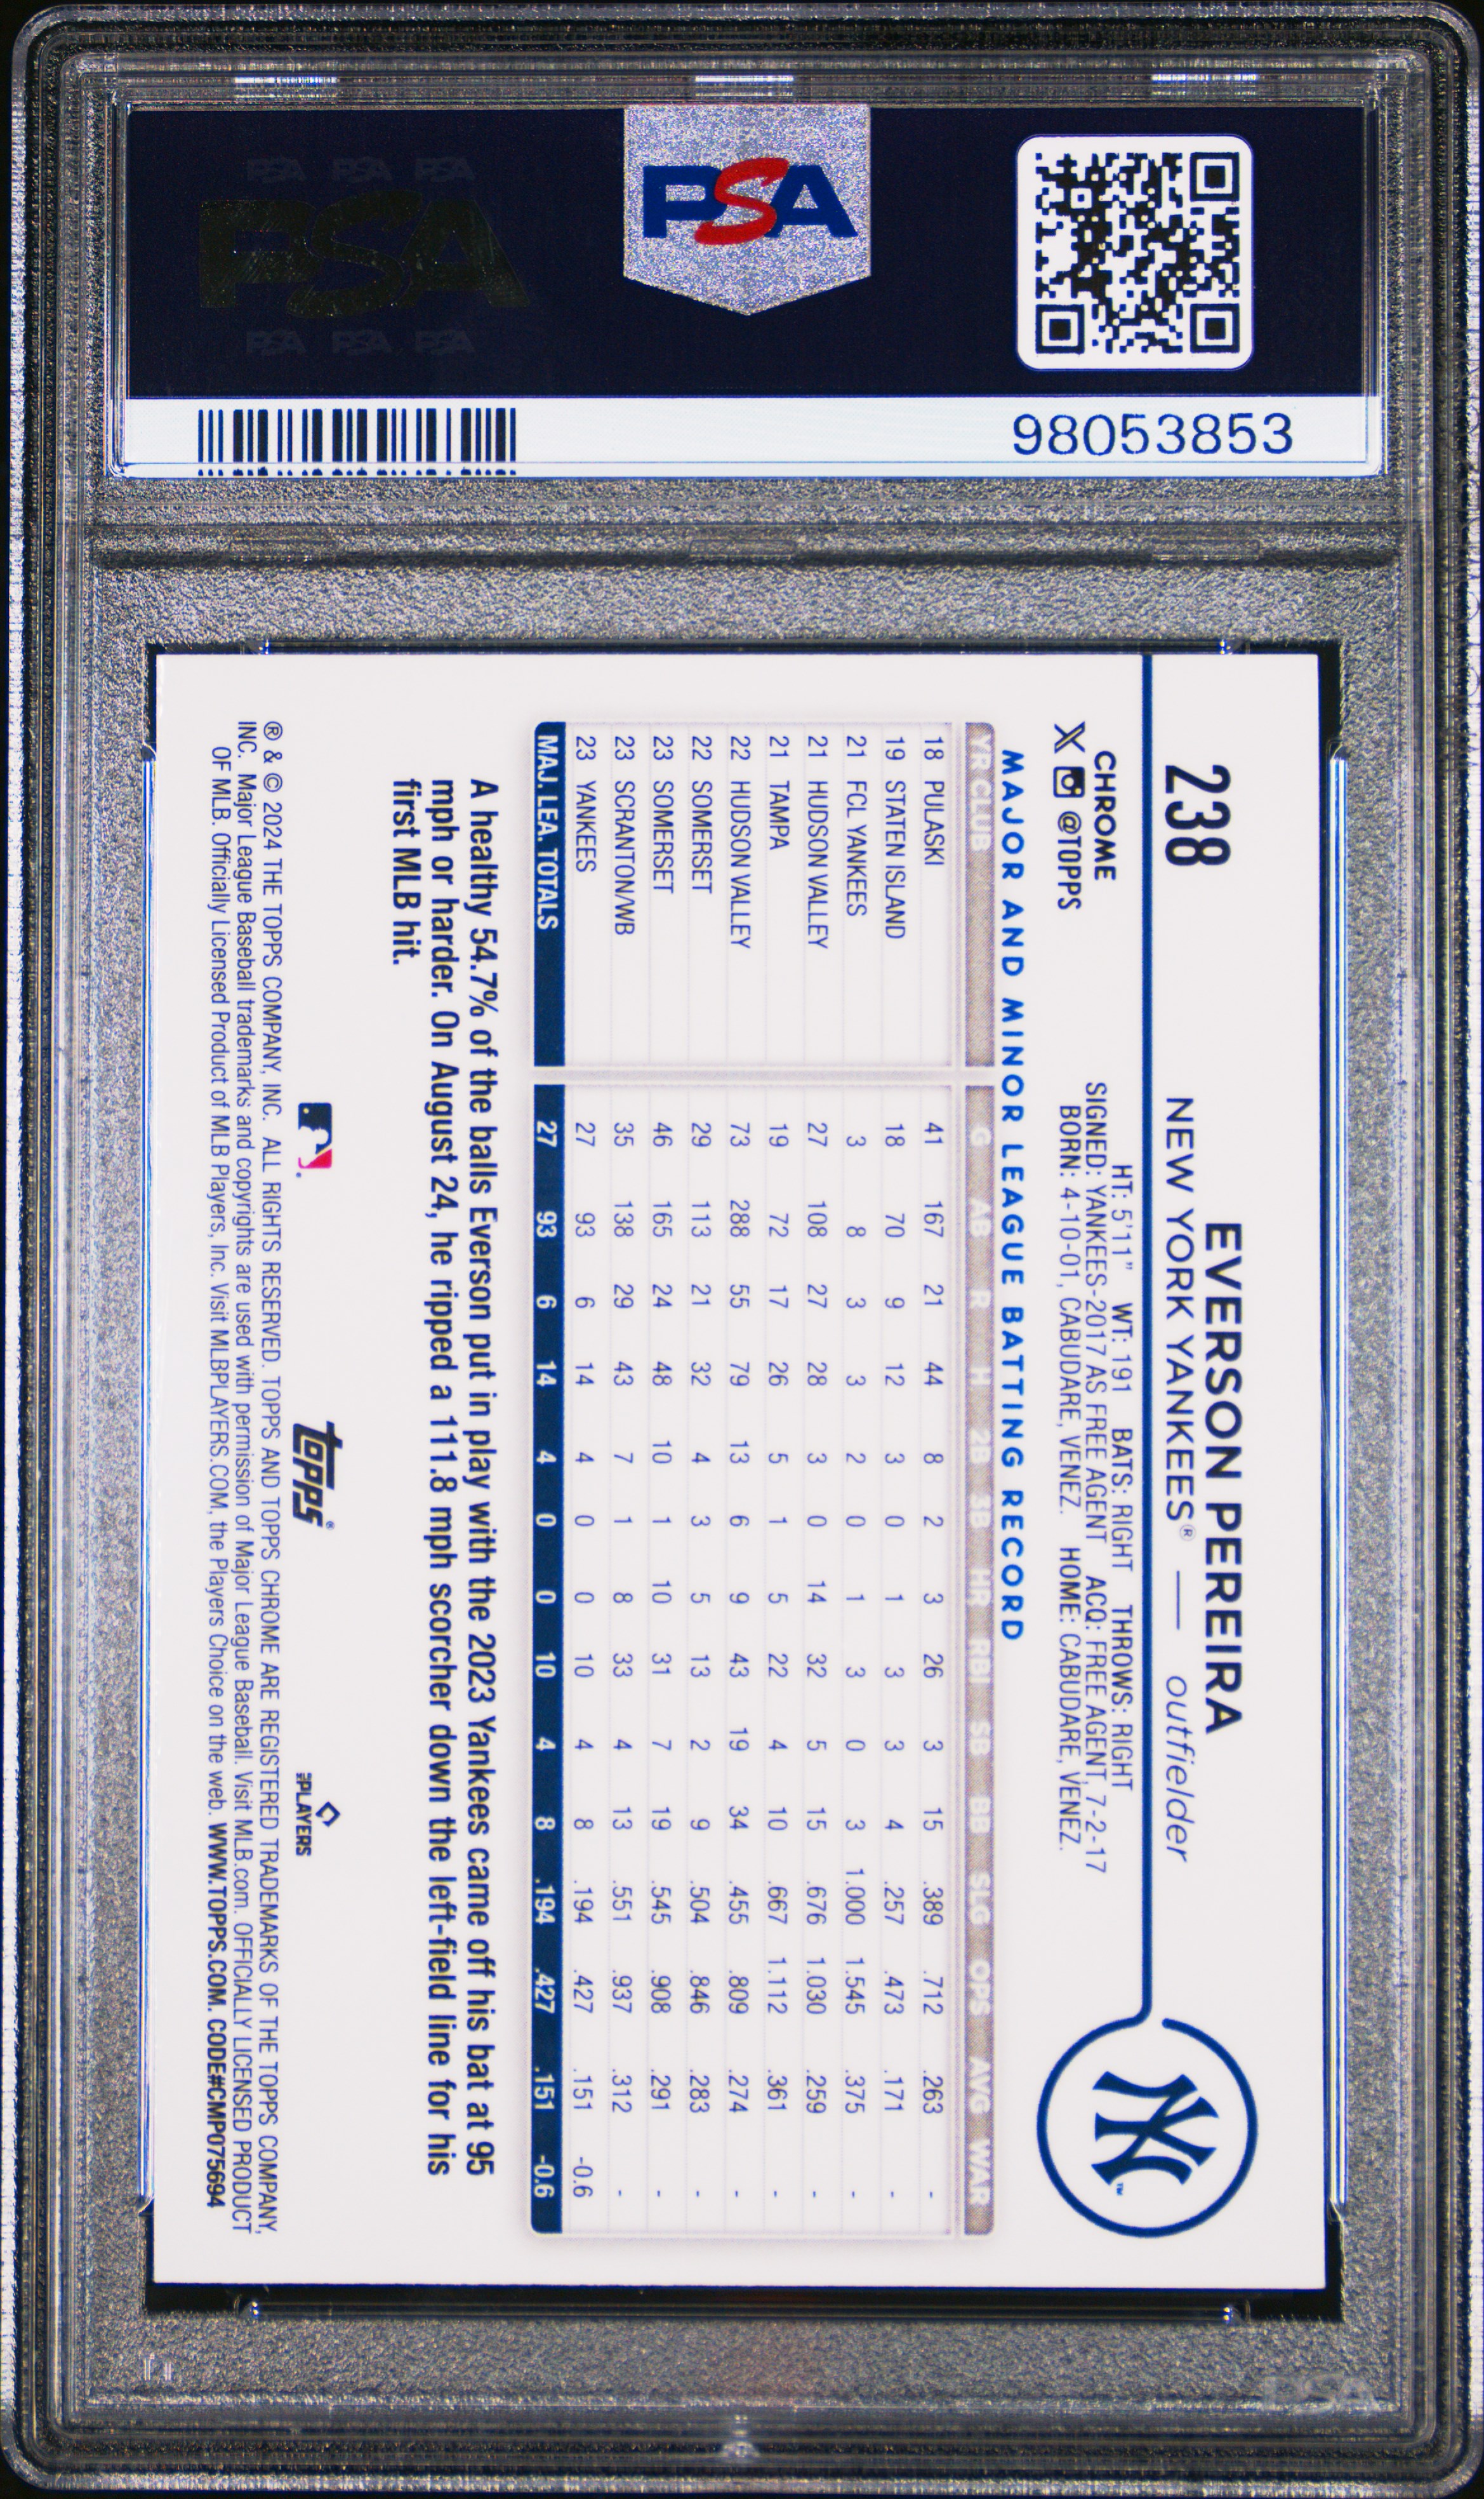 PSA PSA PSA
PSA
PSA PSA PSA
PSA
98053853
238
EVERSON PEREIRA
NEW YORK YANKEES® — outfielder
NY™
CHROME
X @TOPPS
HT: 5'11" WT: 191 BATS: RIGHT THROWS: RIGHT
SIGNED: YANKEES-2017 AS FREE AGENT ACQ: FREE AGENT, 7-2-17
BORN: 4-10-01, CABUDARE, VENEZ. HOME: CABUDARE, VENEZ.
MAJOR AND MINOR LEAGUE BATTING RECORD
YR CLUB G AB R H 2B 3B HR RBI SB BB SLG OPS AVG WAR
18 PULASKI 41 167 21 44 8 2 3 26 3 15 .389 .712 .263 -
19 STATEN ISLAND 18 70 9 12 3 0 1 3 3 4 .257 .473 .171 -
21 FCL YANKEES 3 8 3 3 2 0 1 3 0 3 1.000 1.545 .375 -
21 HUDSON VALLEY 27 108 27 28 3 0 14 32 5 15 .676 1.030 .259 -
21 TAMPA 19 72 17 26 5 1 5 22 4 10 .667 1.112 .361 -
22 HUDSON VALLEY 73 288 55 79 13 6 9 43 19 34 .455 .809 .274 -
22 SOMERSET 29 113 21 32 4 3 5 13 2 9 .504 .846 .283 -
23 SOMERSET 46 165 24 48 10 1 10 31 7 19 .545 .908 .291 -
23 SCRANTON/WB 35 138 29 43 7 1 8 33 4 13 .551 .937 .312 -
23 YANKEES 27 93 6 14 4 0 0 10 4 8 .194 .427 .151 -0.6
MAJ. LEA. TOTALS 27 93 6 14 4 0 0 10 4 8 .194 .427 .151 -0.6
A healthy 54.7% of the balls Everson put in play with the 2023 Yankees came off his bat at 95
mph or harder. On August 24, he ripped a 111.8 mph scorcher down the left-field line for his
first MLB hit.
topps®
PLAYERS
® & © 2024 THE TOPPS COMPANY, INC. ALL RIGHTS RESERVED. TOPPS AND TOPPS CHROME ARE REGISTERED TRADEMARKS OF THE TOPPS COMPANY,
INC. Major League Baseball trademarks and copyrights are used with permission of Major League Baseball. Visit MLB.com. OFFICIALLY LICENSED PRODUCT
OF MLB. Officially Licensed Product of MLB Players, Inc. Visit MLBPLAYERS.COM, the Players Choice on the web. WWW.TOPPS.COM. CODE#CMP075694
PSA